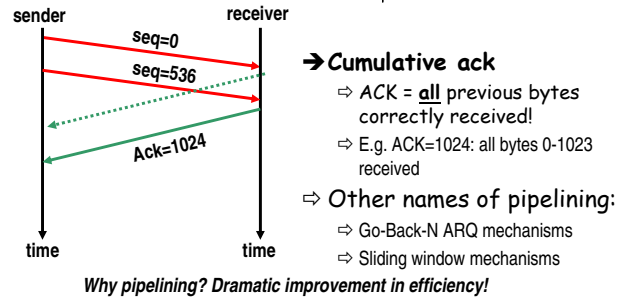 sender
receiver
seq=0
seq=536
Ack=1024
time
time
➔Cumulative ack
⇨ ACK = all previous bytes
correctly received!
⇨ E.g. ACK=1024: all bytes 0-1023
received
⇨ Other names of pipelining:
⇨ Go-Back-N ARQ mechanisms
⇨ Sliding window mechanisms
Why pipelining? Dramatic improvement in efficiency!